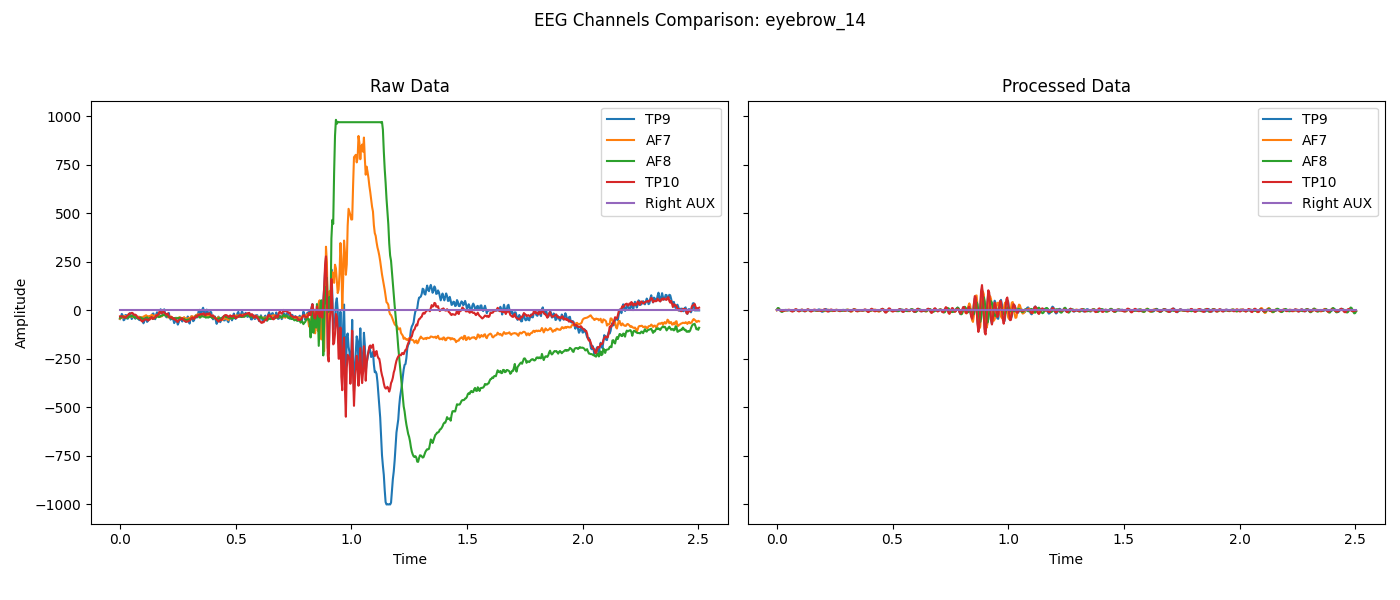 EEG Channels Comparison: eyebrow_14
Raw Data
Processed Data
1000
750
500
250
0
−250
−500
−750
−1000
Amplitude
TP9
AF7
AF8
TP10
Right AUX
TP9
AF7
AF8
TP10
Right AUX
0.0 0.5 1.0 1.5 2.0 2.5
0.0 0.5 1.0 1.5 2.0 2.5
Time
Time